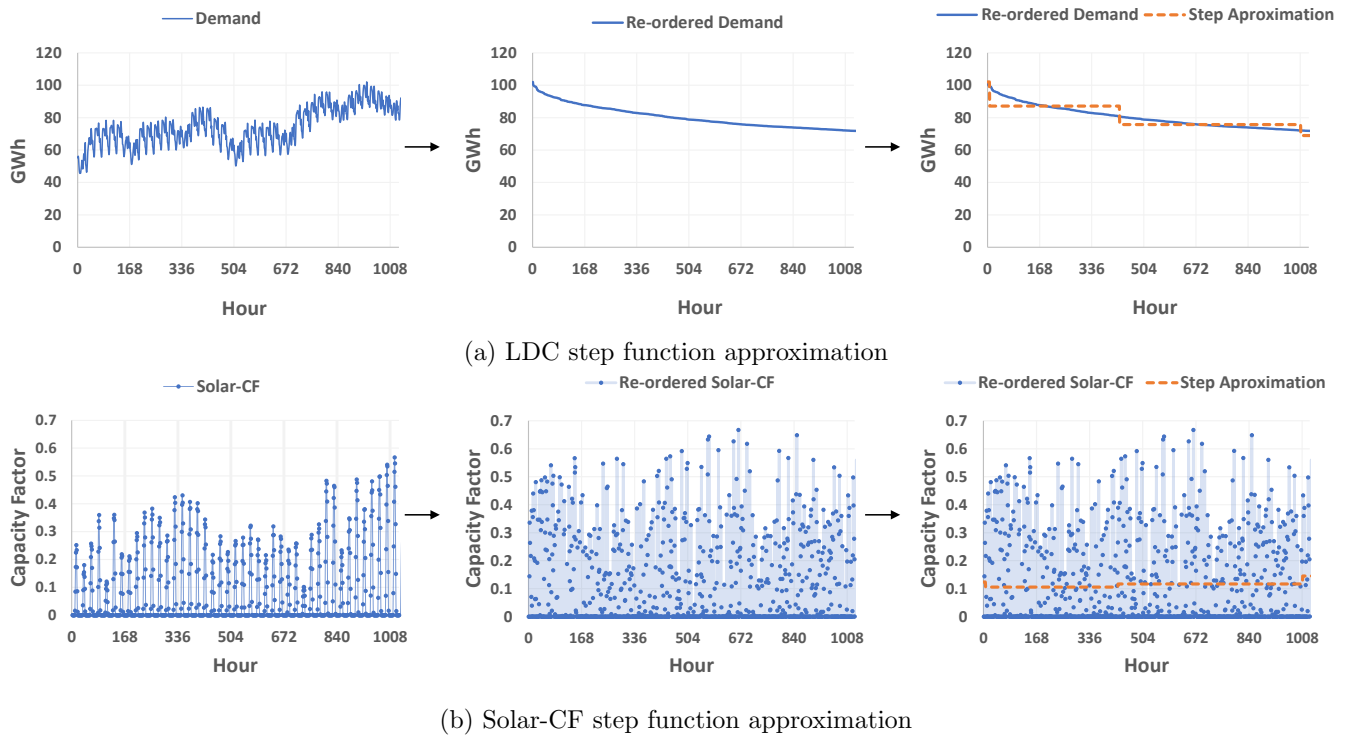 Demand
120
100
80
60
40
20
0
GWh
0 168 336 504 672 840 1008
Hour
Re-ordered Demand
120
100
80
60
40
20
0
GWh
0 168 336 504 672 840 1008
Hour
Re-ordered Demand Step Aproximation
120
100
80
60
40
20
0
GWh
0 168 336 504 672 840 1008
Hour
(a) LDC step function approximation
Solar-CF
0.7
0.6
0.5
0.4
0.3
0.2
0.1
0
Capacity Factor
0 168 336 504 672 840 1008
Hour
Re-ordered Solar-CF
0.7
0.6
0.5
0.4
0.3
0.2
0.1
0
Capacity Factor
0 168 336 504 672 840 1008
Hour
Re-ordered Solar-CF Step Aproximation
0.7
0.6
0.5
0.4
0.3
0.2
0.1
0
Capacity Factor
0 168 336 504 672 840 1008
Hour
(b) Solar-CF step function approximation